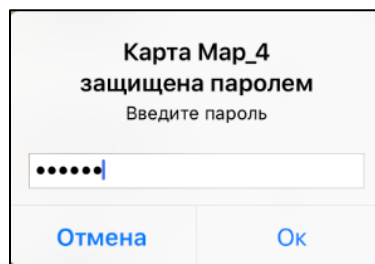 Карта Map_4
защищена паролем
Введите пароль
••••••
Отмена
Ок